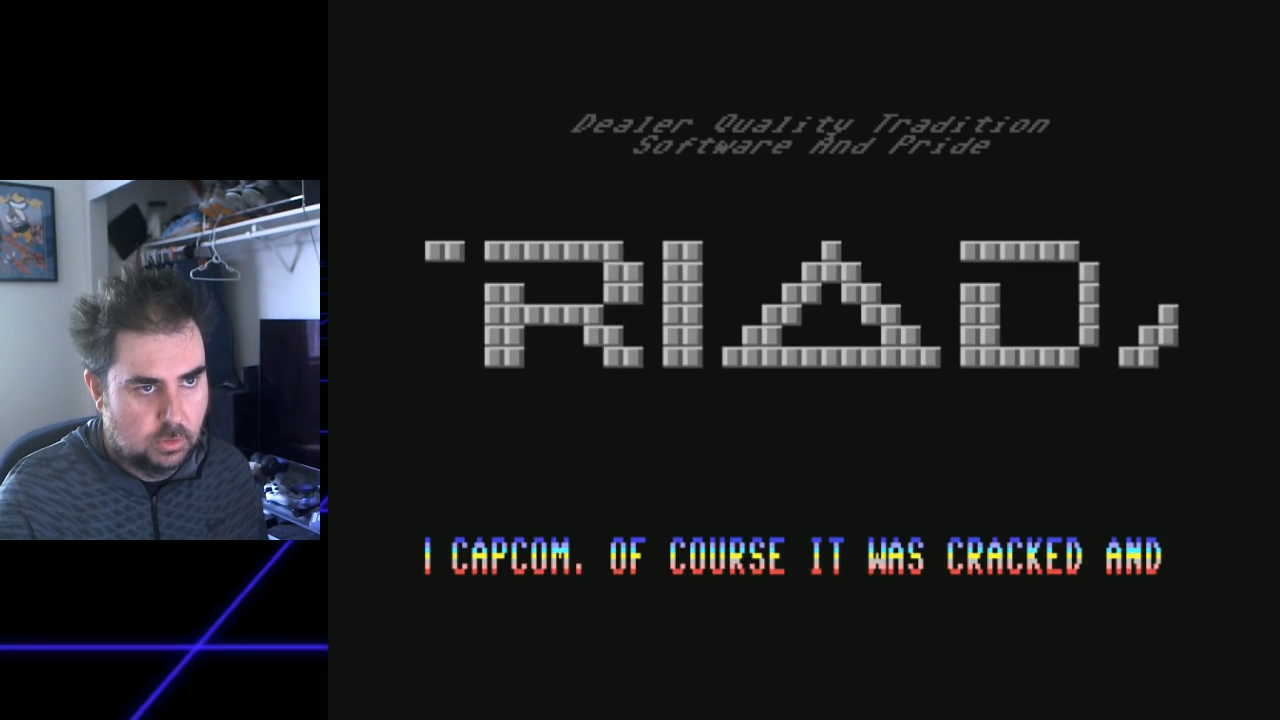 Dealer Quality Tradition
Software And Pride
RIAD,
CAPCOM. OF COURSE IT WAS CRACKED AND